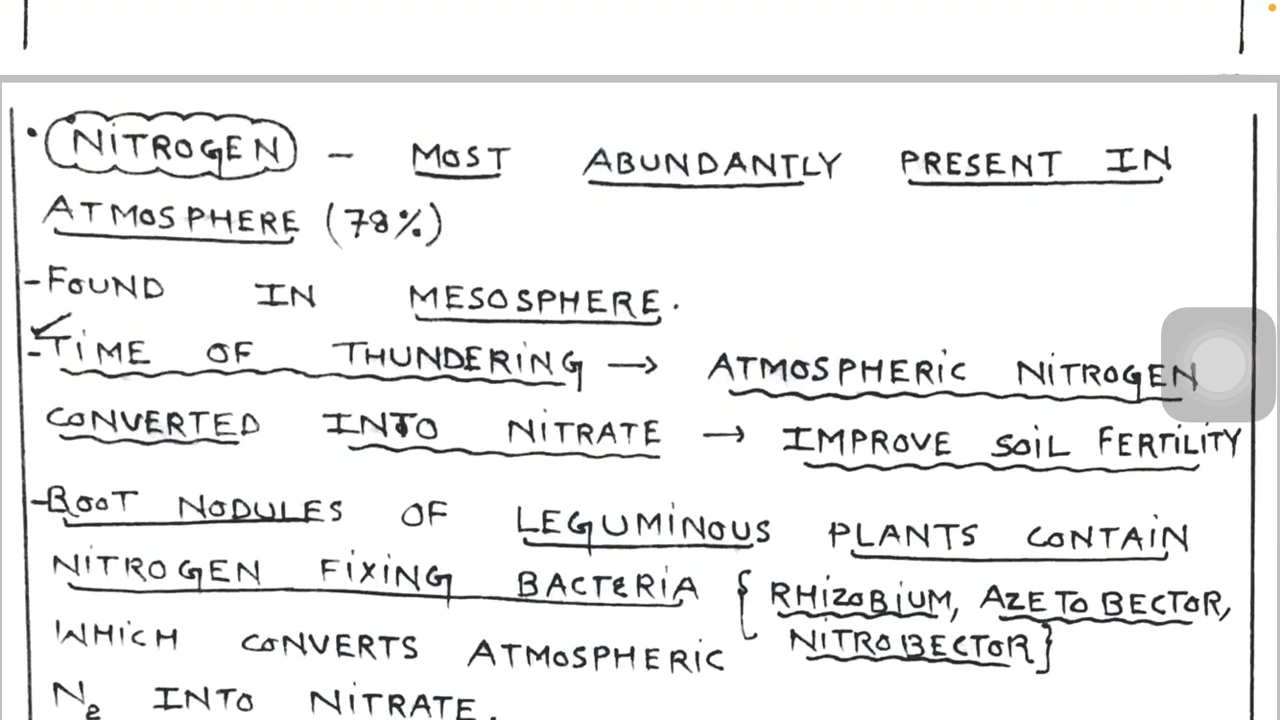 • NITROGEN - MOST ABUNDANTLY PRESENT IN
ATMOSPHERE (78%)
- FOUND IN MESOSPHERE.
- TIME OF THUNDERING → ATMOSPHERIC NITROGEN
CONVERTED INTO NITRATE → IMPROVE SOIL FERTILITY
- ROOT NODULES OF LEGUMINOUS PLANTS CONTAIN
NITROGEN FIXING BACTERIA { RHIZOBIUM, AZETOBECTOR,
NITROBECTOR}
WHICH CONVERTS ATMOSPHERIC
N₂ INTO NITRATE.